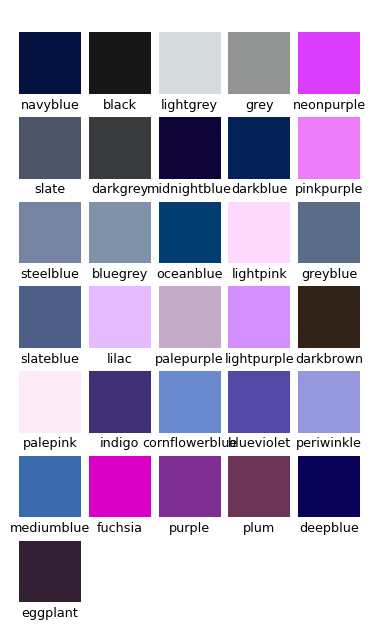 navyblue black lightgrey grey neonpurple
slate darkgrey midnightblue darkblue pinkpurple
steelblue bluegrey oceanblue lightpink greyblue
slateblue lilac palepurple lightpurple darkbrown
palepink indigo cornflowerblue blueviolet periwinkle
mediumblue fuchsia purple plum deepblue
eggplant